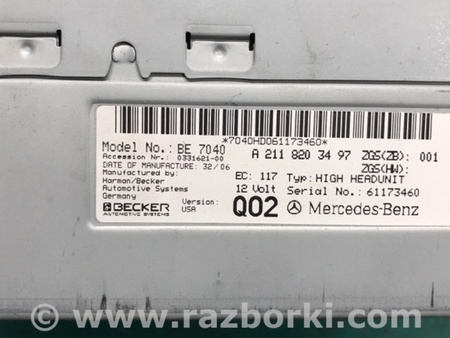 *7040HD061173460*
Model No.: BE 7040
A 211 820 34 97 ZGS(ZB): 001
Accession Nr.: 0331621-00
ZGS(HW):
DATE OF MANUFACTURE: 32/06
EC: 117 Typ: HIGH HEADUNIT
Manufactured by:
Harman/Becker
12 Volt Serial No.: 61173460
Automotive Systems
Germany
BECKER
AUTOMOTIVE SYSTEMS
Version:
USA
Q02 Mercedes-Benz
www.razborki.com